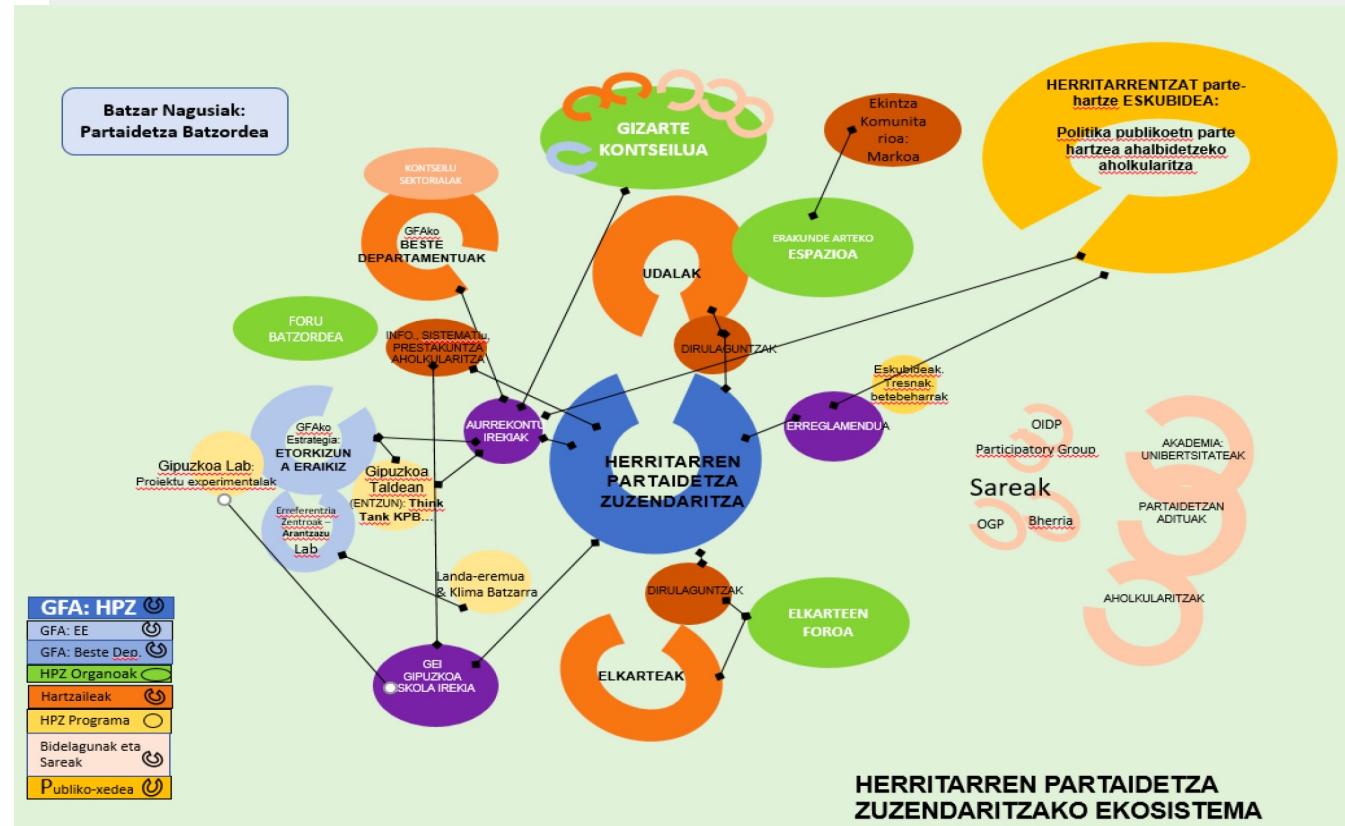 Batzar Nagusiak:
Partaidetza Batzordea
GIZARTE
KONTSEILUA
Ekintza
Komunita
rioa:
Markoa
HERRITARRENTZAT parte-
hartze ESKUBIDEA:
Politika publikoetn parte
hartzea ahalbidetzeko
aholkularitza
KONTSEILU
SEKTORIALAK
GFAko
BESTE
DEPARTAMENTUAK
UDALAK
ERAKUNDE ARTEKO
ESPAZIOA
FORU
BATZORDEA
INFO., SISTEMATIu,
PRESTAKUNTZA
AHOLKULARITZA
DIRULAGUNTZAK
Eskubideak.
Tresnak.
betebeharrak
GFAko
Estrategia:
ETORKIZUN
A ERAIKIZ
AURREKONTU
IREKIAK
ERREGLAMENDUA
Gipuzkoa Lab:
Proiektu experimentalak
Gipuzkoa
Taldean
(ENTZUN): Think
Tank KPB...
HERRITARREN
PARTAIDETZA
ZUZENDARITZA
Erreferentzia
Zentroak –
Arantzazu
Lab
OIDP
Participatory Group
Sareak
OGP
Bherria
AKADEMIA:
UNIBERTSITATEAK
PARTAIDETZAN
ADITUAK
AHOLKULARITZAK
Landa-eremua
& Klima Batzarra
DIRULAGUNTZAK
ELKARTEEN
FOROA
GEI
GIPUZKOA
ESKOLA IREKIA
ELKARTEAK
GFA: HPZ
GFA: EE
GFA: Beste Dep.
HPZ Organoak
Hartzaileak
HPZ Programa
Bidelagunak eta
Sareak
Publiko-xedea
HERRITARREN PARTAIDETZA
ZUZENDARITZAKO EKOSISTEMA